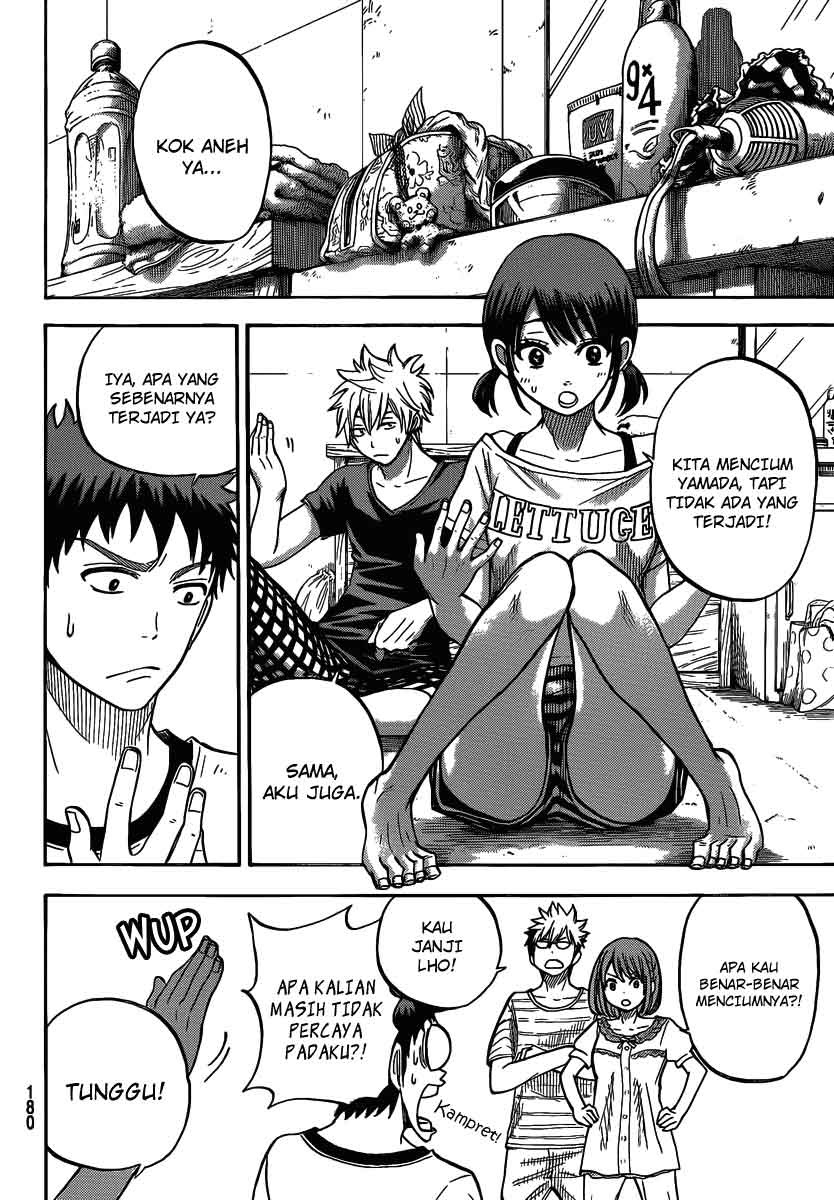 KOK ANEH
YA...
UV
9×4
KITA MENCIUM
YAMADA, TAPI
TIDAK ADA YANG
TERJADI!
LETTUCE
SAMA,
AKU JUGA.
IYA, APA YANG
SEBENARNYA
TERJADI YA?
APA KAU
BENAR-BENAR
MENCIUMNYA?!
KAU
JANJI
LHO!
APA KALIAN
MASIH TIDAK
PERCAYA
PADAKU?!
Kampret!
WUP
TUNGGU!
180